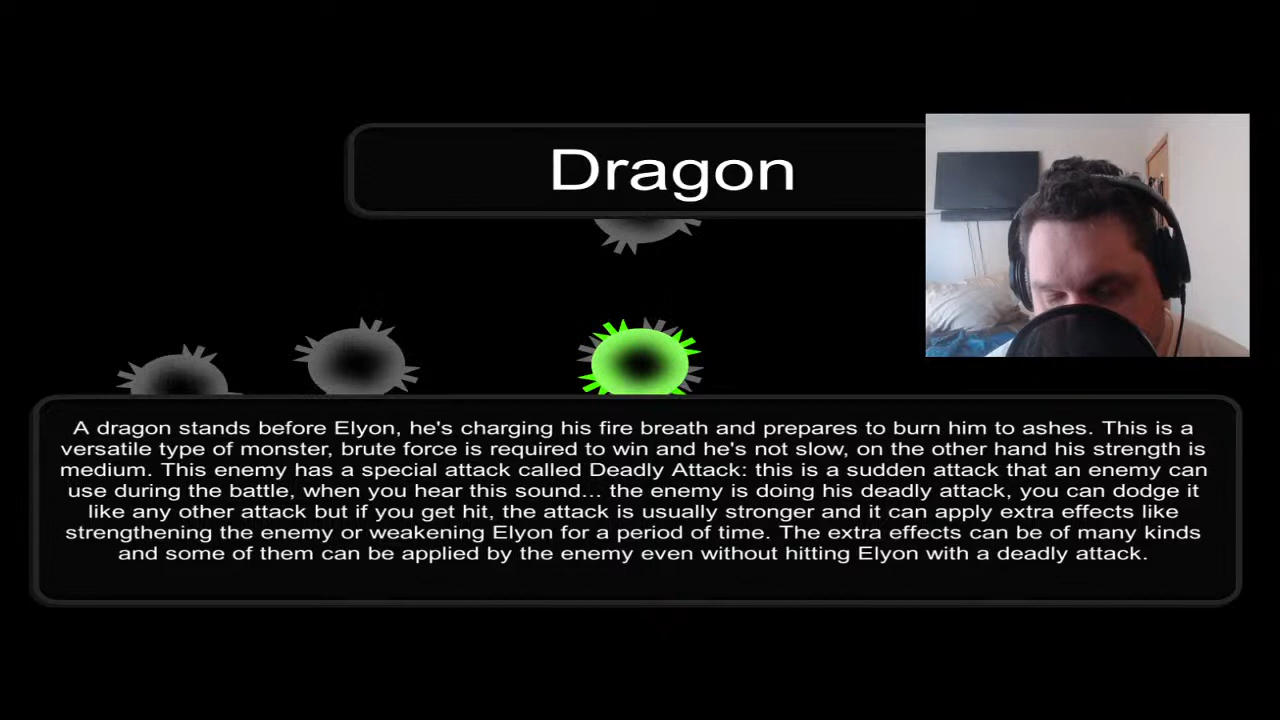 Dragon
A dragon stands before Elyon, he's charging his fire breath and prepares to burn him to ashes. This is a
versatile type of monster, brute force is required to win and he's not slow, on the other hand his strength is
medium. This enemy has a special attack called Deadly Attack: this is a sudden attack that an enemy can
use during the battle, when you hear this sound... the enemy is doing his deadly attack, you can dodge it
like any other attack but if you get hit, the attack is usually stronger and it can apply extra effects like
strengthening the enemy or weakening Elyon for a period of time. The extra effects can be of many kinds
and some of them can be applied by the enemy even without hitting Elyon with a deadly attack.